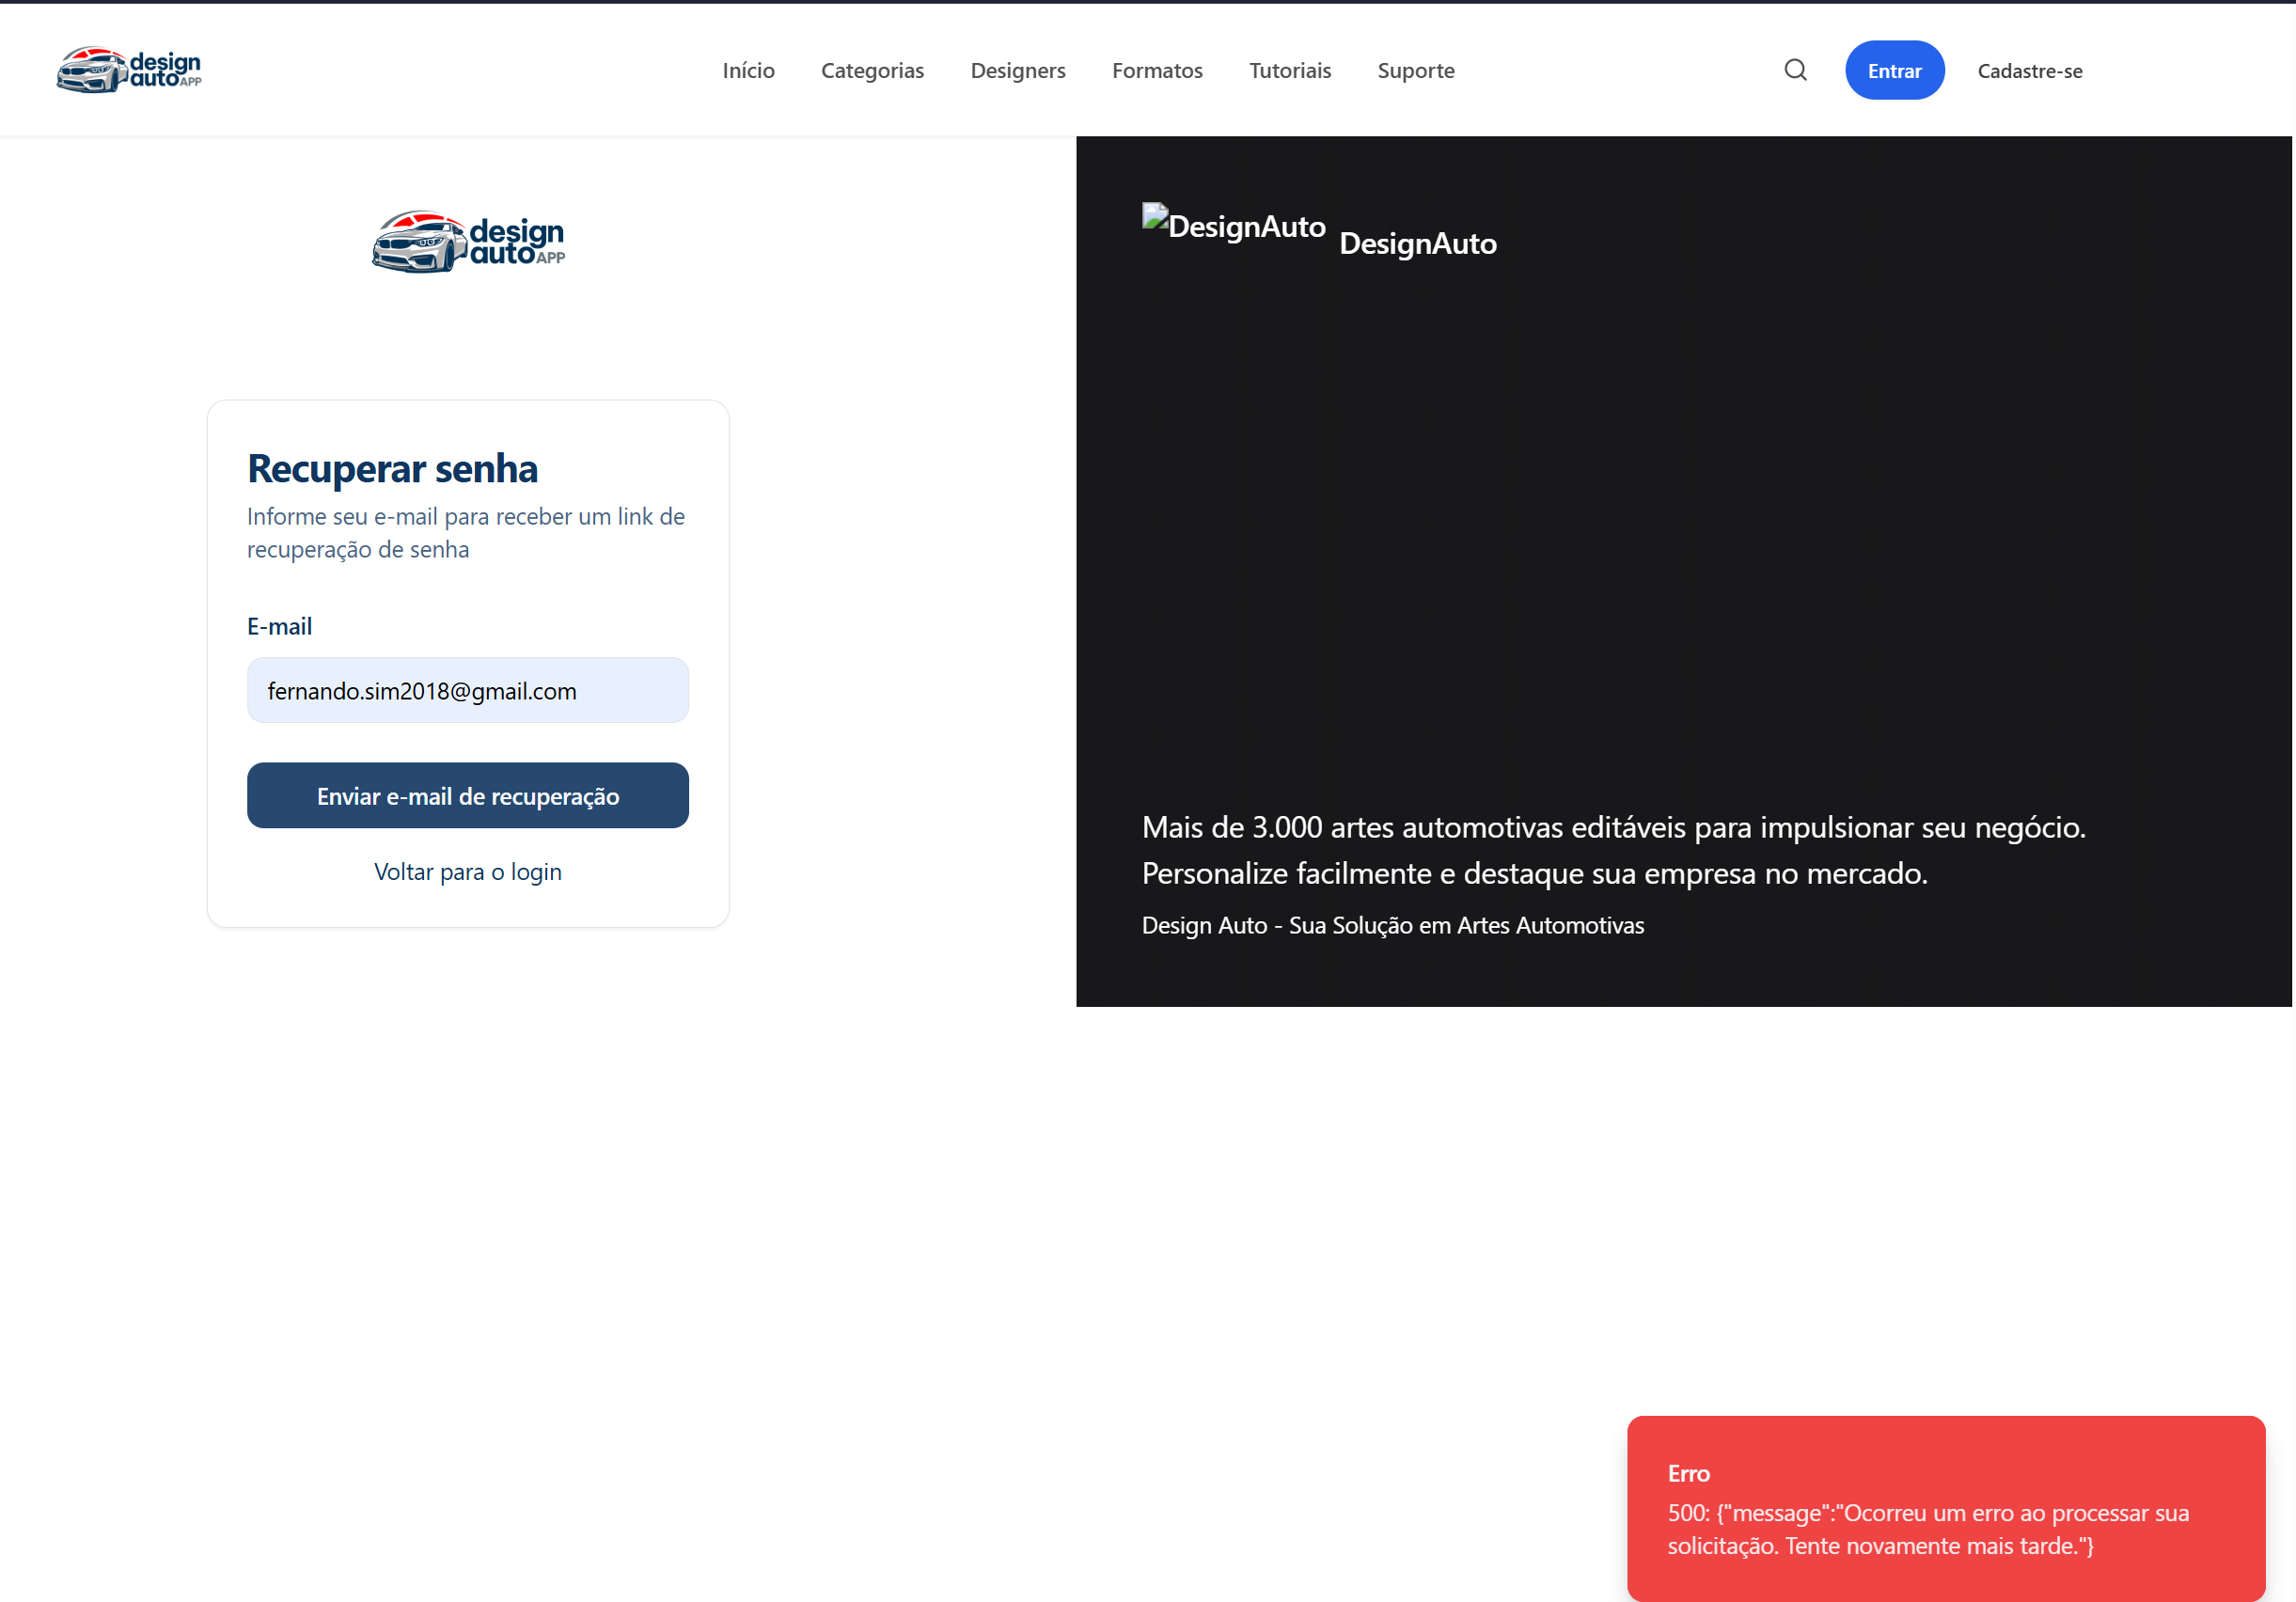 design
autoAPP
Início
Categorias
Designers
Formatos
Tutoriais
Suporte
Entrar
Cadastre-se
design
autoAPP
Recuperar senha
Informe seu e-mail para receber um link de
recuperação de senha
E-mail
fernando.sim2018@gmail.com
Enviar e-mail de recuperação
Voltar para o login
DesignAuto
DesignAuto
Mais de 3.000 artes automotivas editáveis para impulsionar seu negócio.
Personalize facilmente e destaque sua empresa no mercado.
Design Auto - Sua Solução em Artes Automotivas
Erro
500: {"message":"Ocorreu um erro ao processar sua
solicitação. Tente novamente mais tarde."}